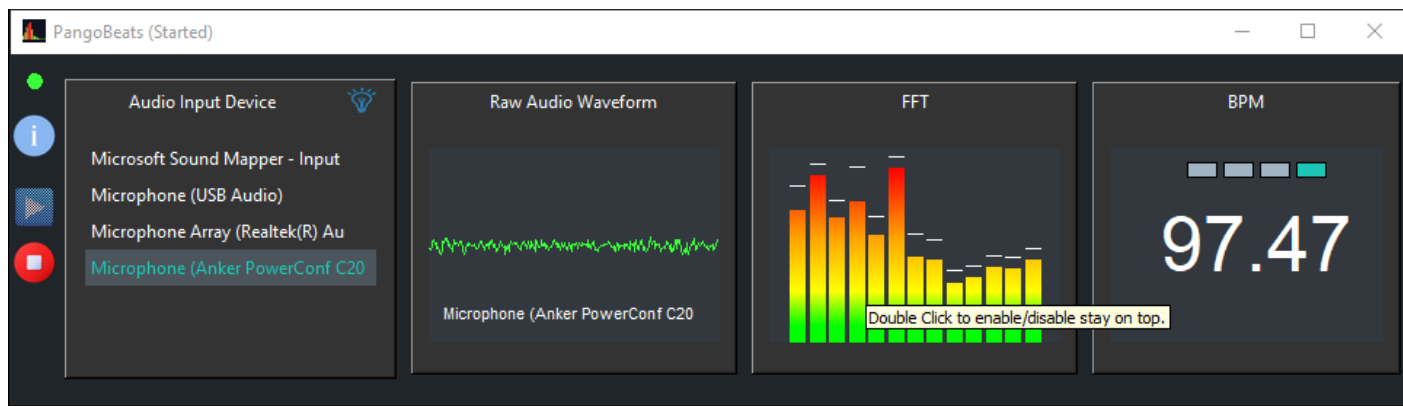 PangoBeats (Started)
Audio Input Device
Microsoft Sound Mapper - Input
Microphone (USB Audio)
Microphone Array (Realtek(R) Au
Microphone (Anker PowerConf C20
Raw Audio Waveform
Microphone (Anker PowerConf C20
FFT
Double Click to enable/disable stay on top.
BPM
97.47
i